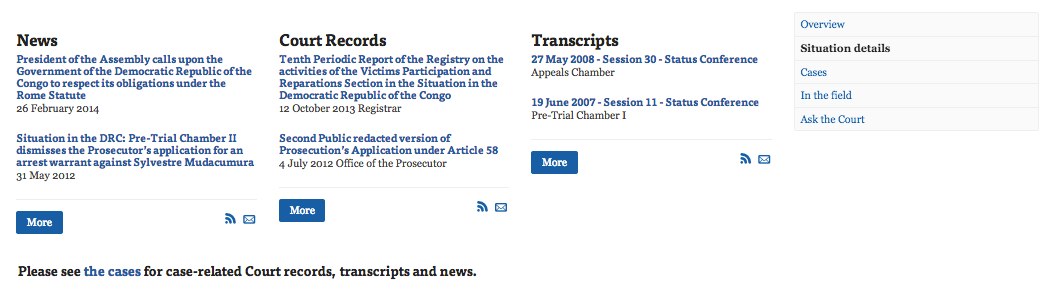 News
President of the Assembly calls upon the
Government of the Democratic Republic of the
Congo to respect its obligations under the
Rome Statute
26 February 2014
Situation in the DRC: Pre-Trial Chamber II
dismisses the Prosecutor's application for an
arrest warrant against Sylvestre Mudacumura
31 May 2012
More
Court Records
Tenth Periodic Report of the Registry on the
activities of the Victims Participation and
Reparations Section in the Situation in the
Democratic Republic of the Congo
12 October 2013 Registrar
Second Public redacted version of
Prosecution's Application under Article 58
4 July 2012 Office of the Prosecutor
More
Transcripts
27 May 2008 - Session 30 - Status Conference
Appeals Chamber
19 June 2007 - Session 11 - Status Conference
Pre-Trial Chamber I
More
Overview
Situation details
Cases
In the field
Ask the Court
Please see the cases for case-related Court records, transcripts and news.